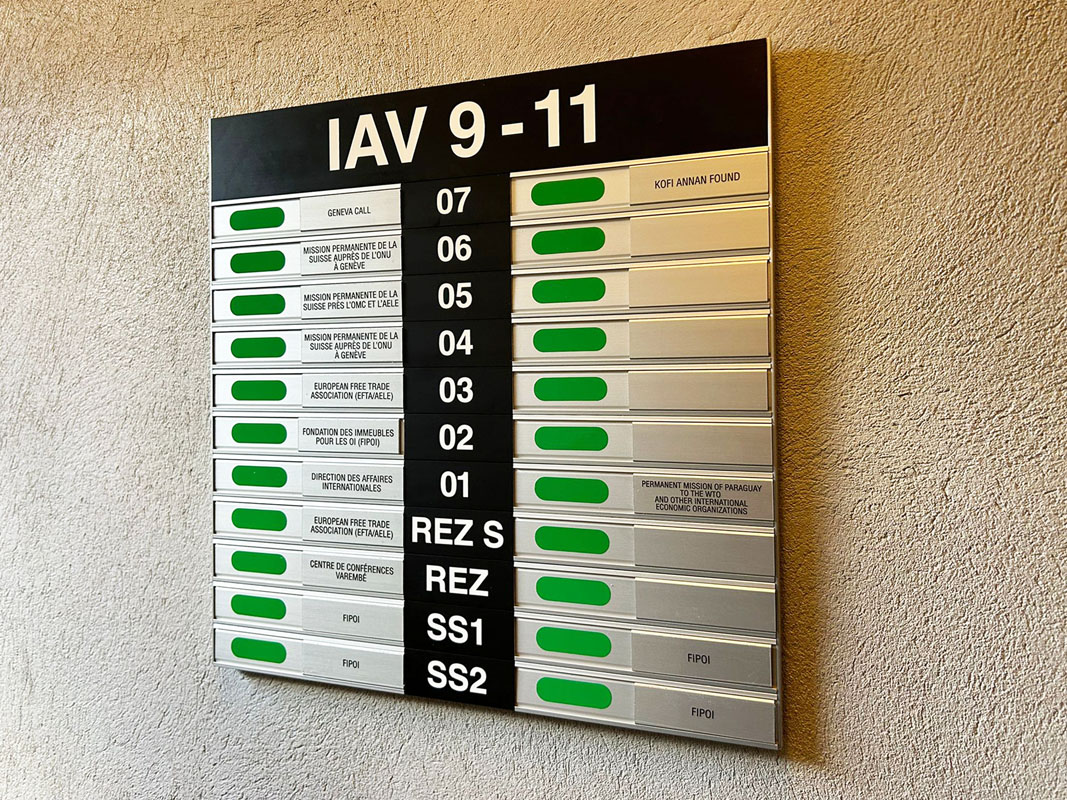 IAV 9 - 11
GENEVA CALL
07
KOFI ANNAN FOUND
MISSION PERMANENTE DE LA
SUISSE AUPRÈS DE L'ONU
À GENÈVE
06
MISSION PERMANENTE DE LA
SUISSE PRÈS L'OMC ET L'AELE
05
MISSION PERMANENTE DE LA
SUISSE AUPRÈS DE L'ONU
À GENÈVE
04
EUROPEAN FREE TRADE
ASSOCIATION (EFTA/AELE)
03
FONDATION DES IMMEUBLES
POUR LES OI (FIPOI)
02
DIRECTION DES AFFAIRES
INTERNATIONALES
01
PERMANENT MISSION OF PARAGUAY
TO THE WTO
AND OTHER INTERNATIONAL
ECONOMIC ORGANIZATIONS
EUROPEAN FREE TRADE
ASSOCIATION (EFTA/AELE)
REZ S
CENTRE DE CONFÉRENCES
VAREMBÉ
REZ
FIPOI
SS1
FIPOI
FIPOI
SS2
FIPOI